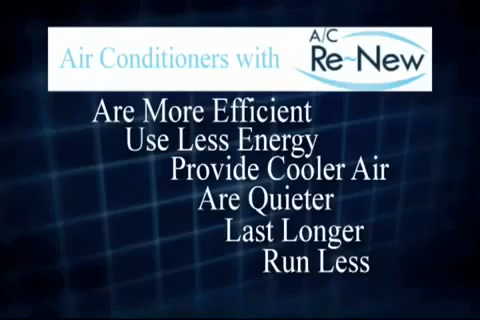 Air Conditioners with
A/C
Re~New
Are More Efficient
Use Less Energy
Provide Cooler Air
Are Quieter
Last Longer
Run Less